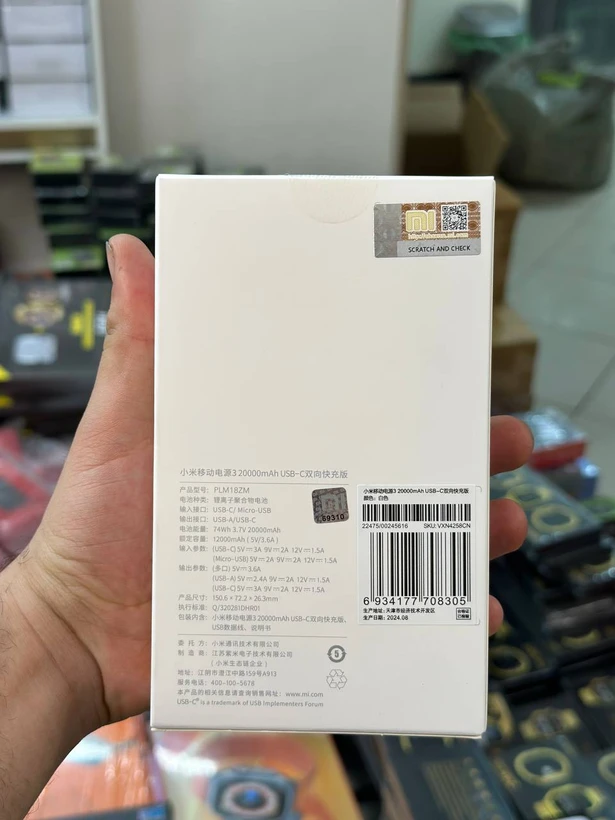 MI
SCRATCH AND CHECK
小米移动电源3 20000mAh USB-C双向快充版
产品型号: PLM18ZM
电池种类: 锂离子聚合物电池
输入接口: USB-C/ Micro-USB
输出接口: USB-A/USB-C
电池能量: 74Wh 3.7V 20000mAh
额定容量: 12000mAh ( 5V/3.6A )
输入参数: (USB-C) 5V⎓3A 9V⎓2A 12V⎓1.5A
(Micro-USB) 5V⎓2A 9V⎓2A 12V⎓1.5A
输出参数: (多口) 5V⎓3.6A
(USB-A) 5V⎓2.4A 9V⎓2A 12V⎓1.5A
(USB-C) 5V⎓3A 9V⎓2A 12V⎓1.5A
产品尺寸: 150.6×72.2×26.3mm
执行标准: Q/320281DHR01
包装内含: 小米移动电源3 20000mAh USB-C双向快充版、
USB数据线、说明书
委 托 方: 小米通讯技术有限公司
制 造 商: 江苏紫米电子技术有限公司
( 小米生态链企业 )
地址: 江阴市澄江中路159号A913
服务电话: 400-100-5678
本产品的相关信息请查询销售网址: www.mi.com
USB-C® is a trademark of USB Implementers Forum
5
69310
小米移动电源3 20000mAh USB-C双向快充版
颜色: 白色
22475/00245616 SKU: VXN4258CN
6 934177 708305
生产地址: 天津市经济技术开发区
生产日期: 2024.08